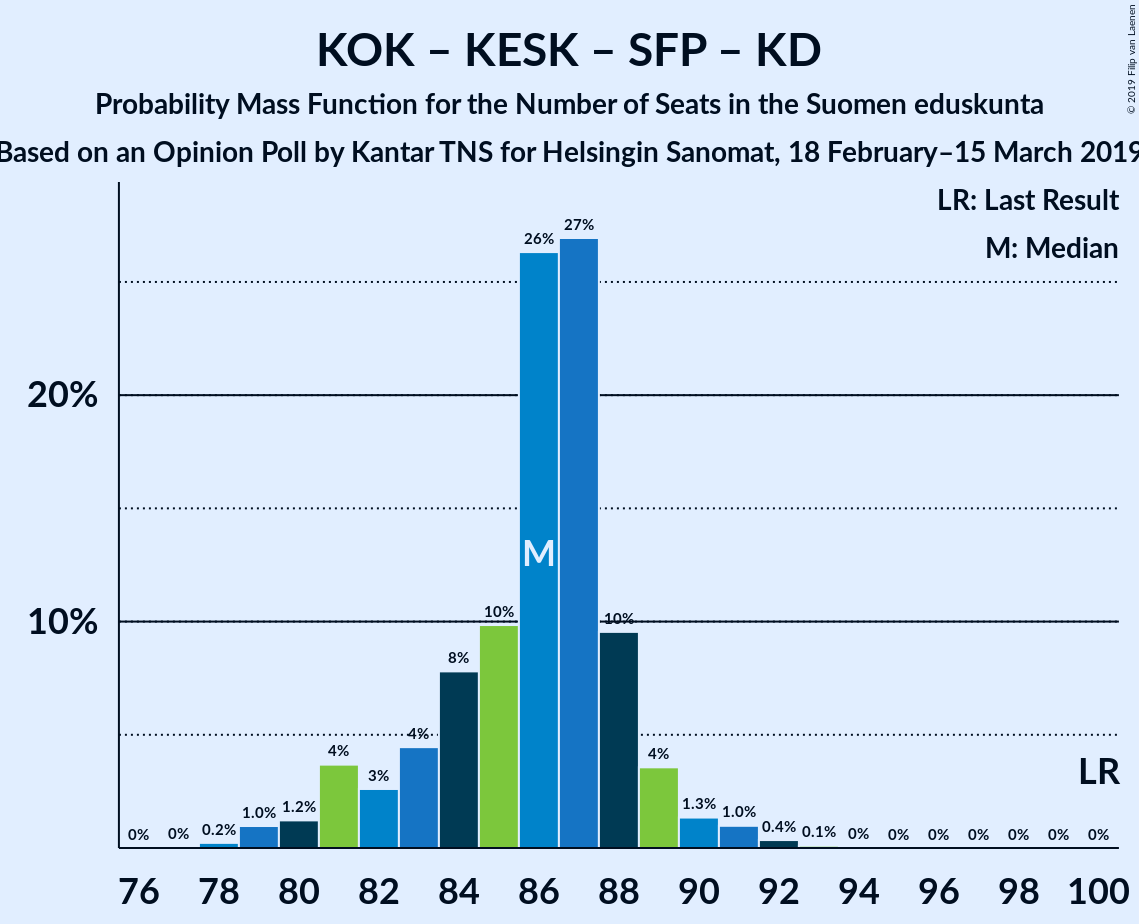 KOK – KESK – SFP – KD
Probability Mass Function for the Number of Seats in the Suomen eduskunta
Based on an Opinion Poll by Kantar TNS for Helsingin Sanomat, 18 February–15 March 2019
© 2019 Filip van Laenen
LR: Last Result
M: Median
27%
26%
20%
M
10%
10%
10%
8%
4%
4%
4%
3%
LR
1.3%
1.2%
1.0%
1.0%
0.4%
0.2%
0.1%
0% 0% 0% 0% 0% 0% 0% 0% 0%
76 78 80 82 84 86 88 90 92 94 96 98 100